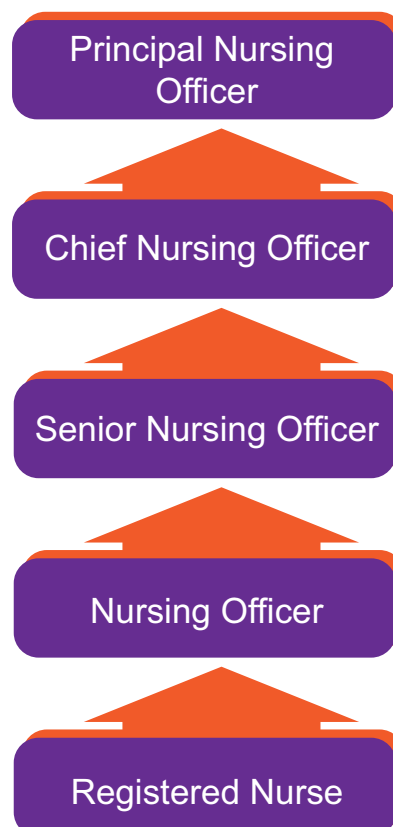 Principal Nursing
Officer
Chief Nursing Officer
Senior Nursing Officer
Nursing Officer
Registered Nurse